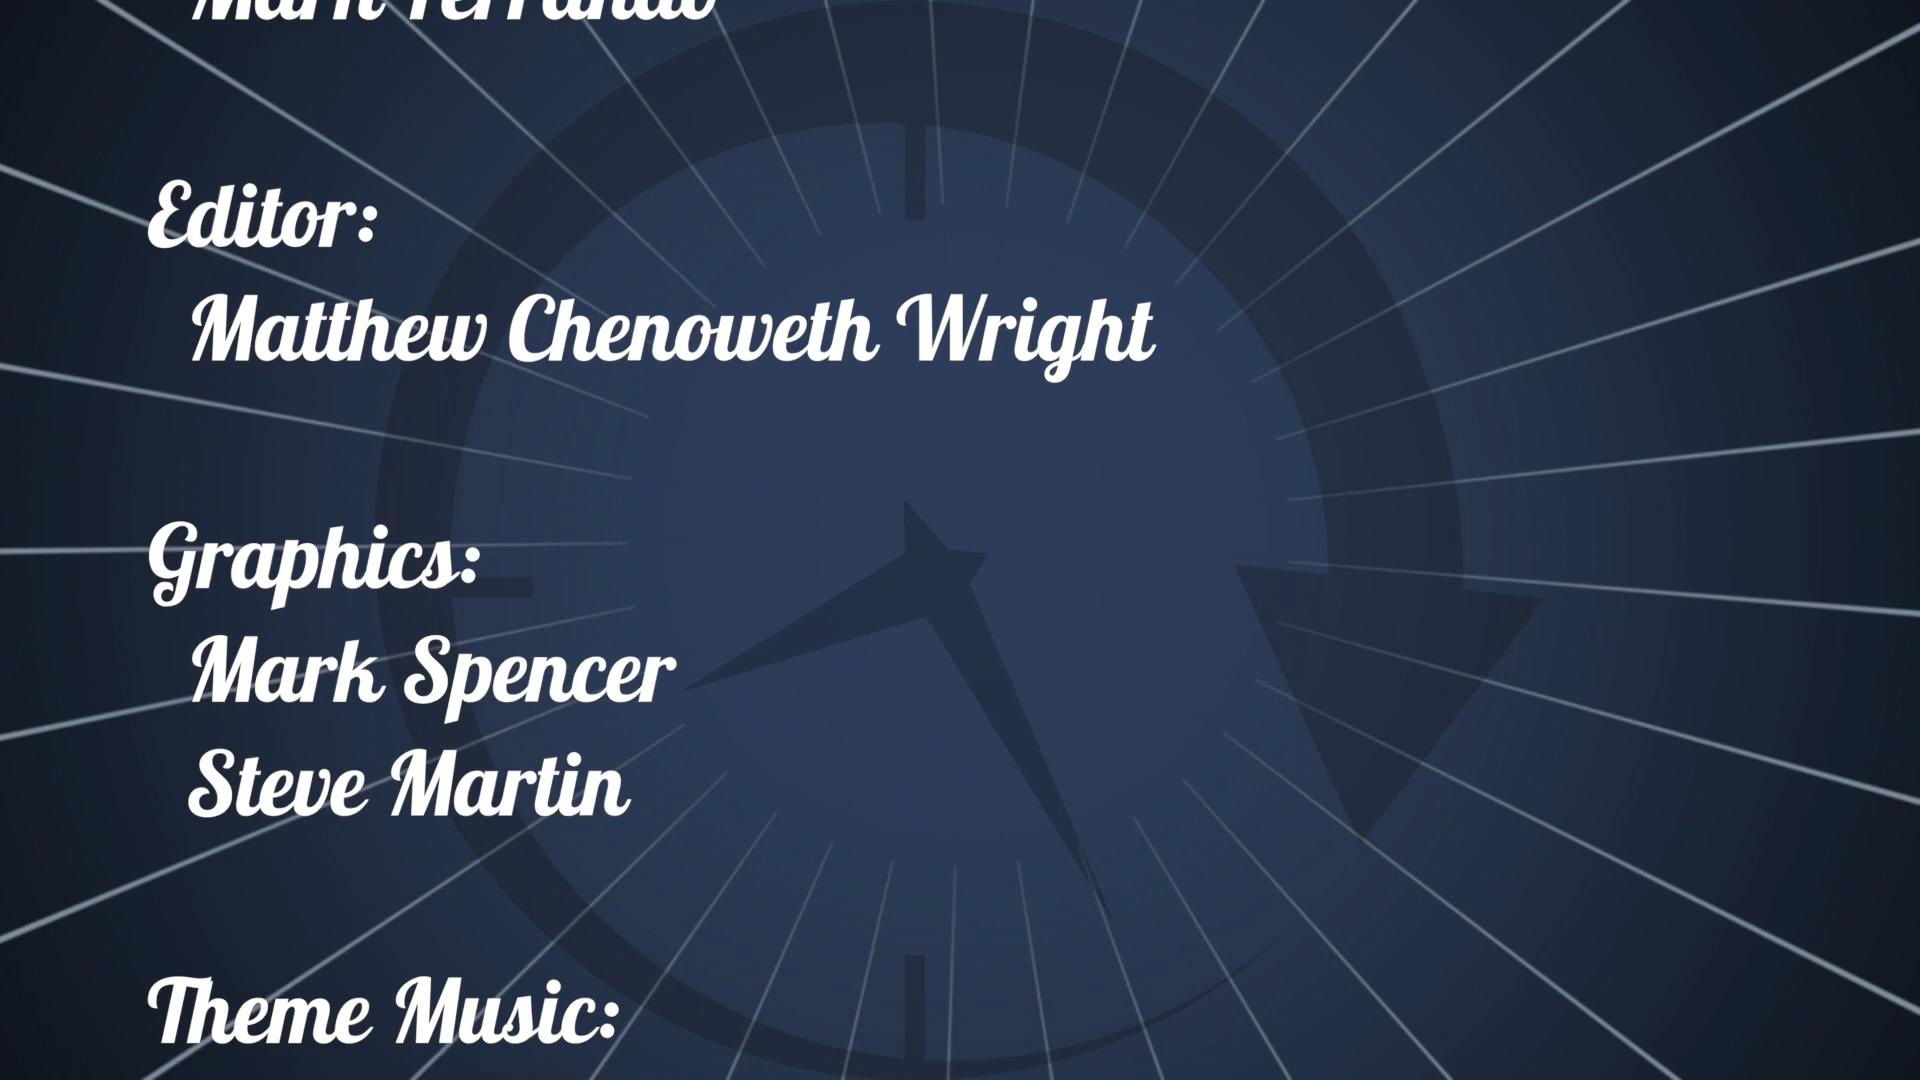 Editor:
Matthew Chenoweth Wright
Graphics:
Mark Spencer
Steve Martin
Theme Music: